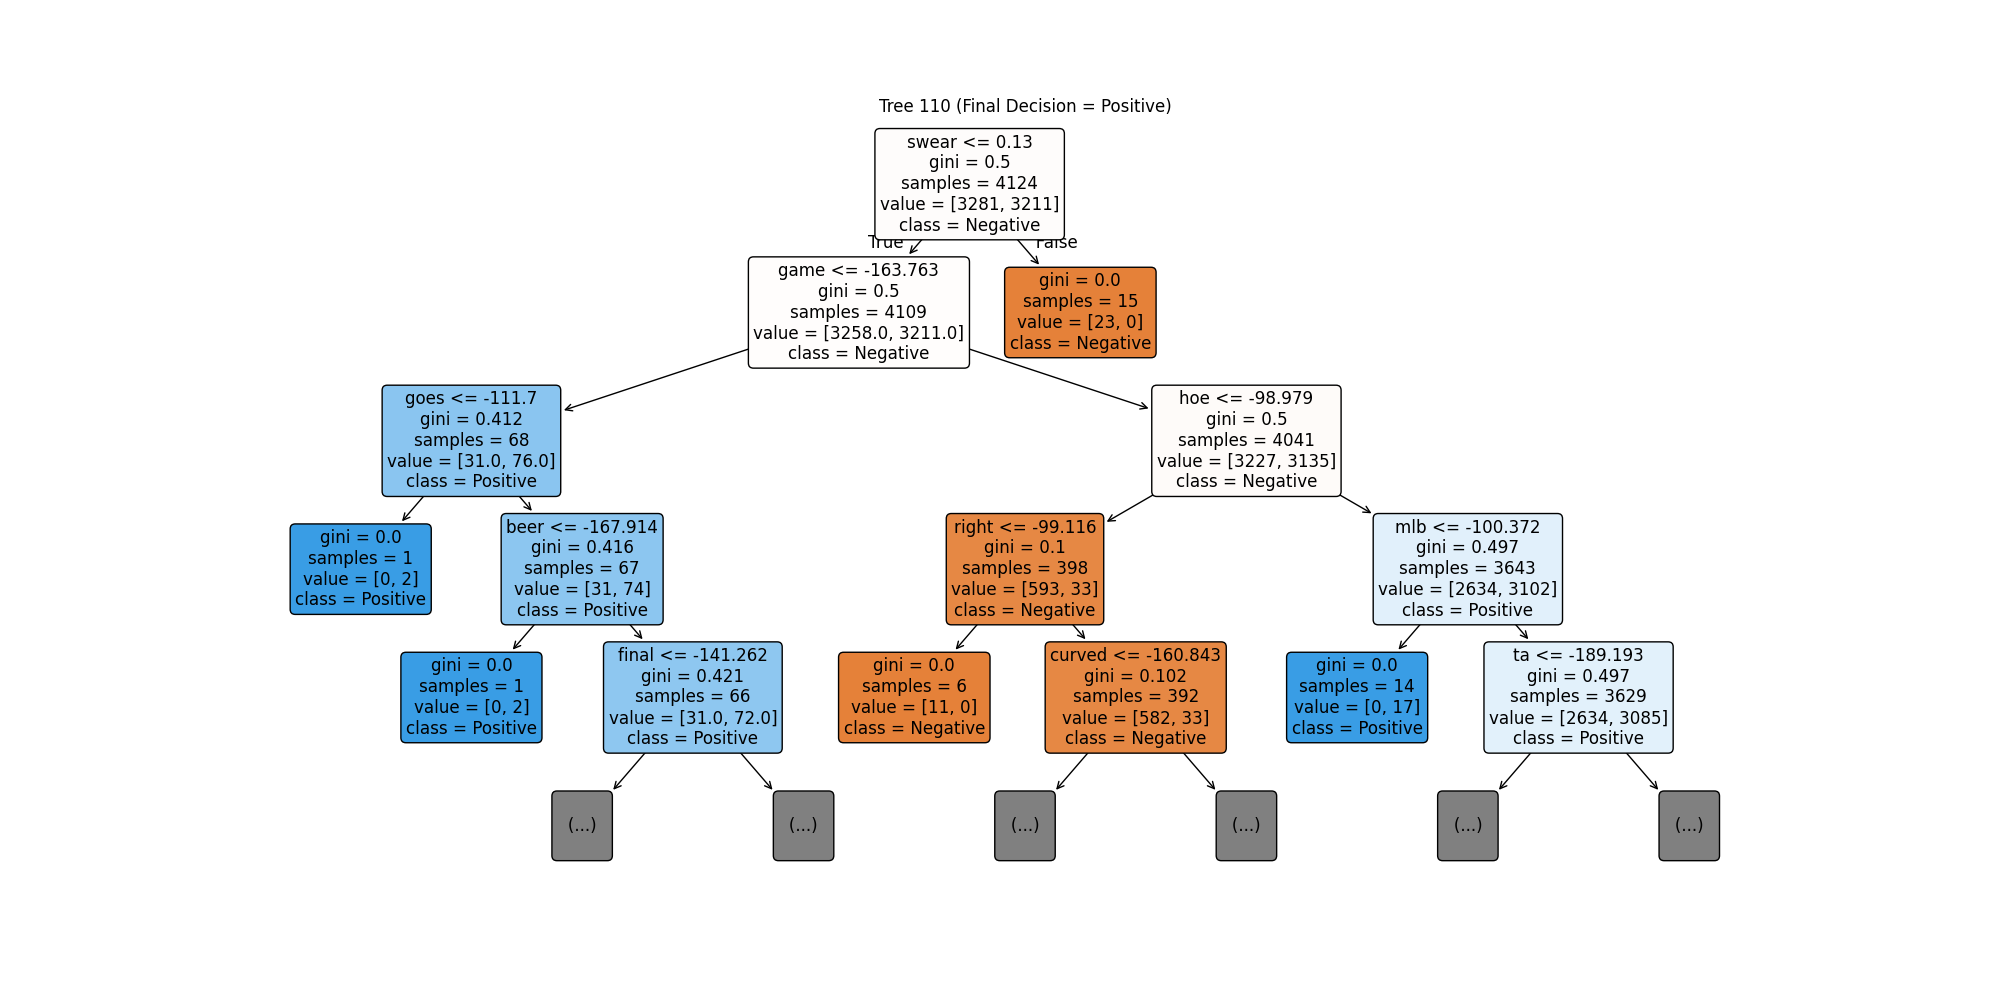 Tree 110 (Final Decision = Positive)
swear <= 0.13
gini = 0.5
samples = 4124
value = [3281, 3211]
class = Negative
True
False
game <= -163.763
gini = 0.5
samples = 4109
value = [3258.0, 3211.0]
class = Negative
gini = 0.0
samples = 15
value = [23, 0]
class = Negative
goes <= -111.7
gini = 0.412
samples = 68
value = [31.0, 76.0]
class = Positive
hoe <= -98.979
gini = 0.5
samples = 4041
value = [3227, 3135]
class = Negative
gini = 0.0
samples = 1
value = [0, 2]
class = Positive
beer <= -167.914
gini = 0.416
samples = 67
value = [31, 74]
class = Positive
right <= -99.116
gini = 0.1
samples = 398
value = [593, 33]
class = Negative
mlb <= -100.372
gini = 0.497
samples = 3643
value = [2634, 3102]
class = Positive
gini = 0.0
samples = 1
value = [0, 2]
class = Positive
final <= -141.262
gini = 0.421
samples = 66
value = [31.0, 72.0]
class = Positive
gini = 0.0
samples = 6
value = [11, 0]
class = Negative
curved <= -160.843
gini = 0.102
samples = 392
value = [582, 33]
class = Negative
gini = 0.0
samples = 14
value = [0, 17]
class = Positive
ta <= -189.193
gini = 0.497
samples = 3629
value = [2634, 3085]
class = Positive
(...)
(...)
(...)
(...)
(...)
(...)